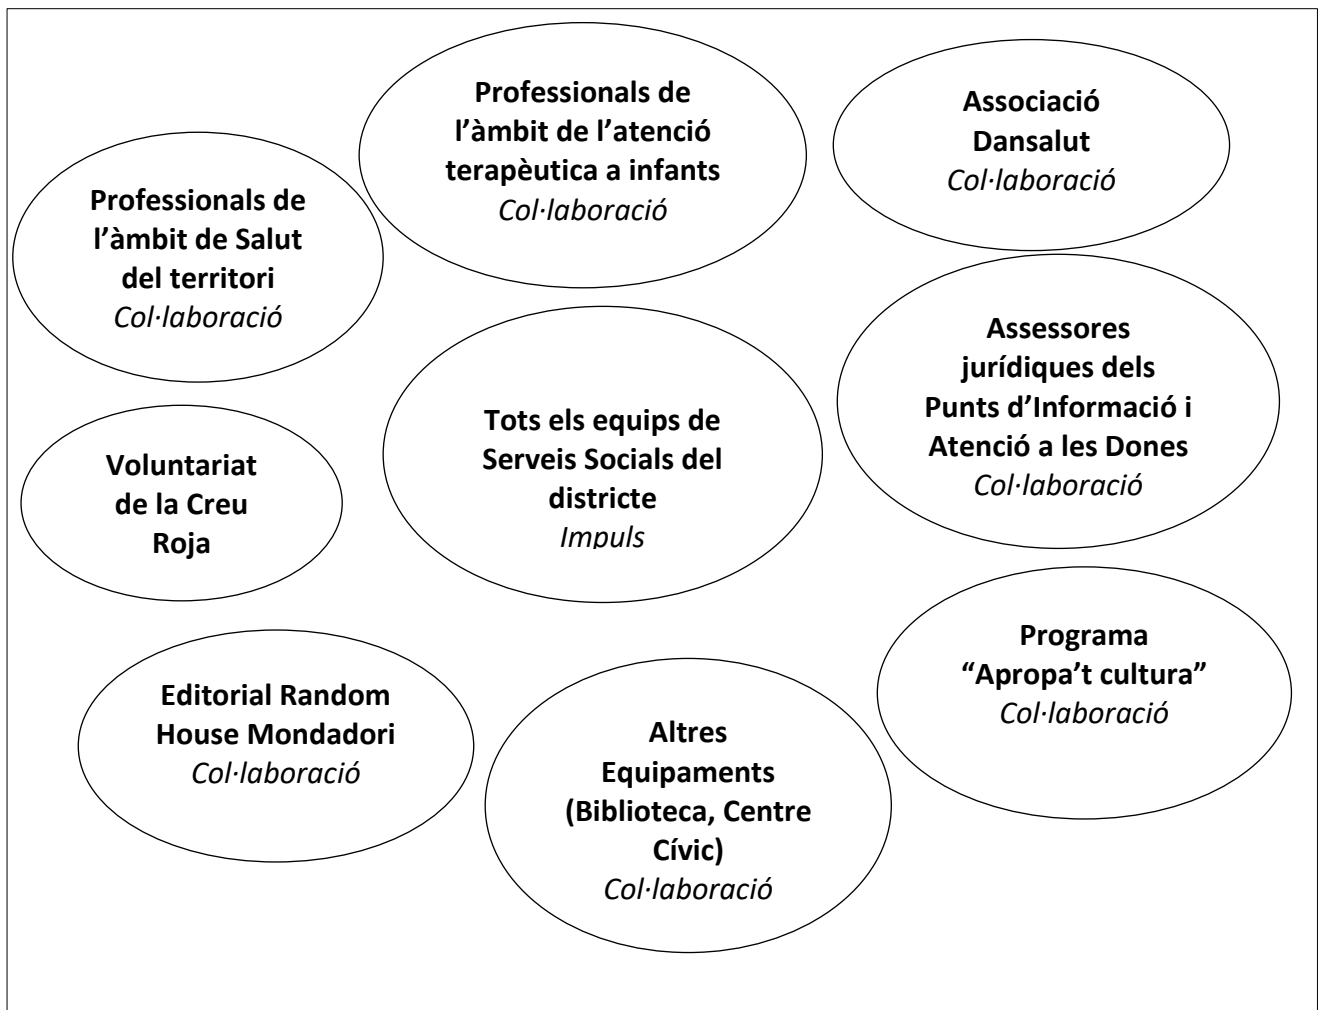 Professionals de
l’àmbit de l’atenció
terapèutica a infants
Col·laboració
Associació
Dansalut
Col·laboració
Professionals de
l’àmbit de Salut
del territori
Col·laboració
Assessores
jurídiques dels
Punts d’Informació i
Atenció a les Dones
Col·laboració
Tots els equips de
Serveis Socials del
districte
Impuls
Voluntariat
de la Creu
Roja
Programa
“Apropa’t cultura”
Col·laboració
Editorial Random
House Mondadori
Col·laboració
Altres
Equipaments
(Biblioteca, Centre
Cívic)
Col·laboració